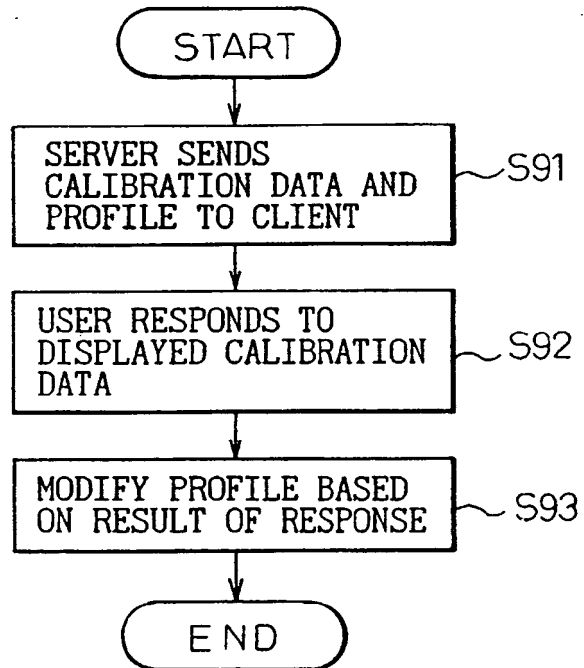 START
SERVER SENDS
CALIBRATION DATA AND
PROFILE TO CLIENT
S91
USER RESPONDS TO
DISPLAYED CALIBRATION
DATA
S92
MODIFY PROFILE BASED
ON RESULT OF RESPONSE
S93
END